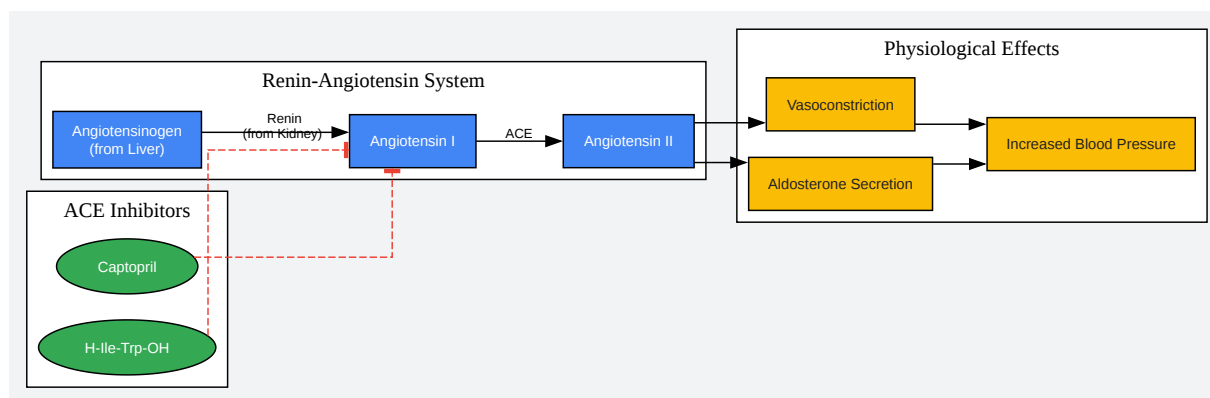 Physiological Effects
Renin-Angiotensin System
Angiotensinogen
(from Liver)
Renin
(from Kidney)
Angiotensin I
ACE
Angiotensin II
Vasoconstriction
Aldosterone Secretion
Increased Blood Pressure
ACE Inhibitors
Captopril
H-Ile-Trp-OH